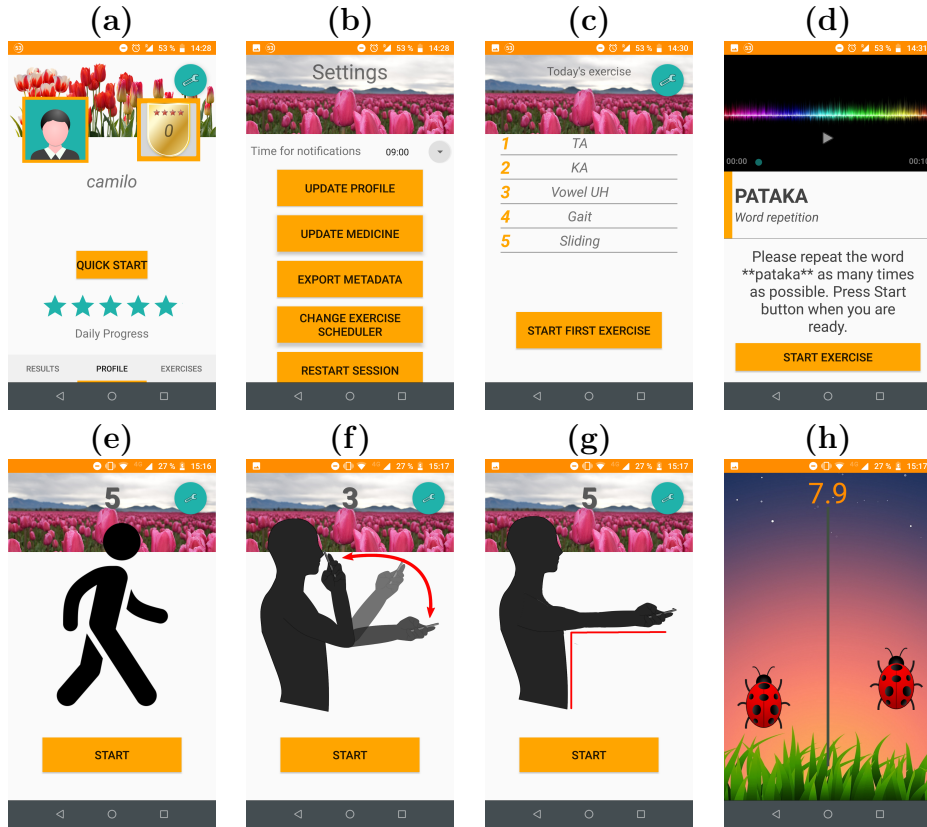 (a)
53 % 14:28
0
camilo
QUICK START
Daily Progress
RESULTS PROFILE EXERCISES
(b)
53 % 14:28
Settings
Time for notifications 09:00
UPDATE PROFILE
UPDATE MEDICINE
EXPORT METADATA
CHANGE EXERCISE
SCHEDULER
RESTART SESSION
(c)
53 % 14:30
Today's exercise
1 TA
2 KA
3 Vowel UH
4 Gait
5 Sliding
START FIRST EXERCISE
(d)
53 % 14:31
00:00 00:10
PATAKA
Word repetition
Please repeat the word
**pataka** as many times
as possible. Press Start
button when you are
ready.
START EXERCISE
(e)
27 % 15:16
5
START
(f)
27 % 15:17
3
START
(g)
27 % 15:17
5
START
(h)
27 % 15:17
7.9